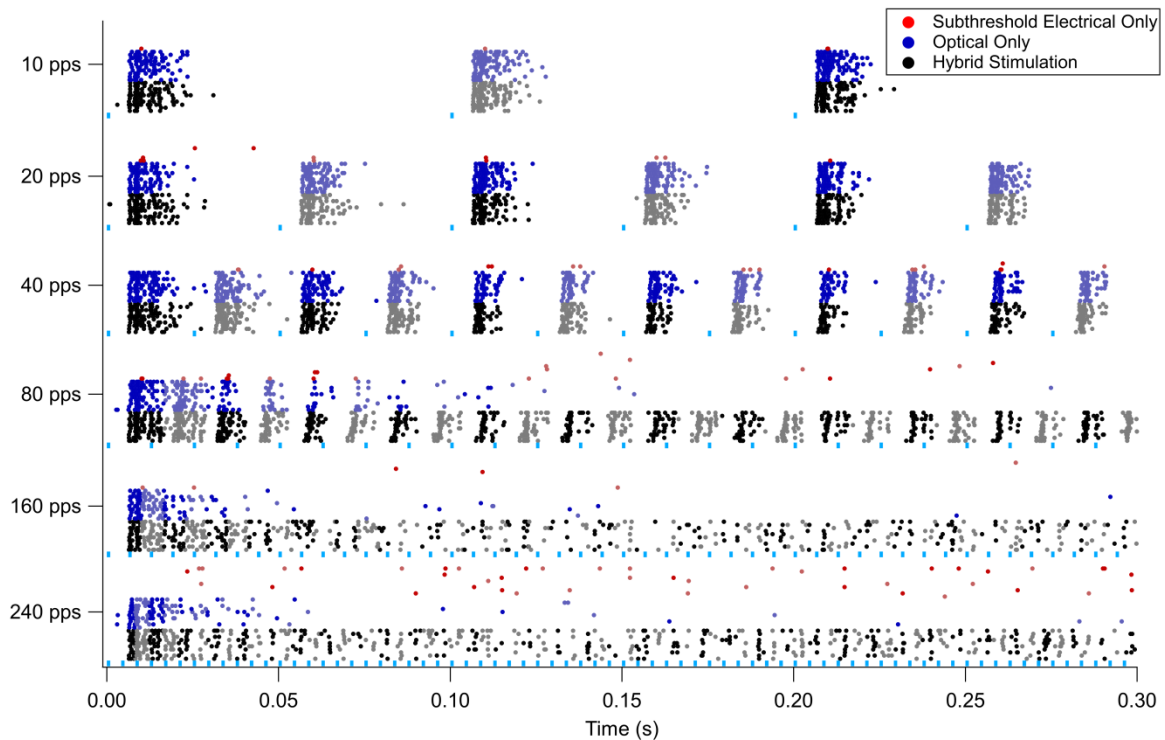 Subthreshold Electrical Only
Optical Only
Hybrid Stimulation
10 pps
20 pps
40 pps
80 pps
160 pps
240 pps
0.00 0.05 0.10 0.15 0.20 0.25 0.30
Time (s)